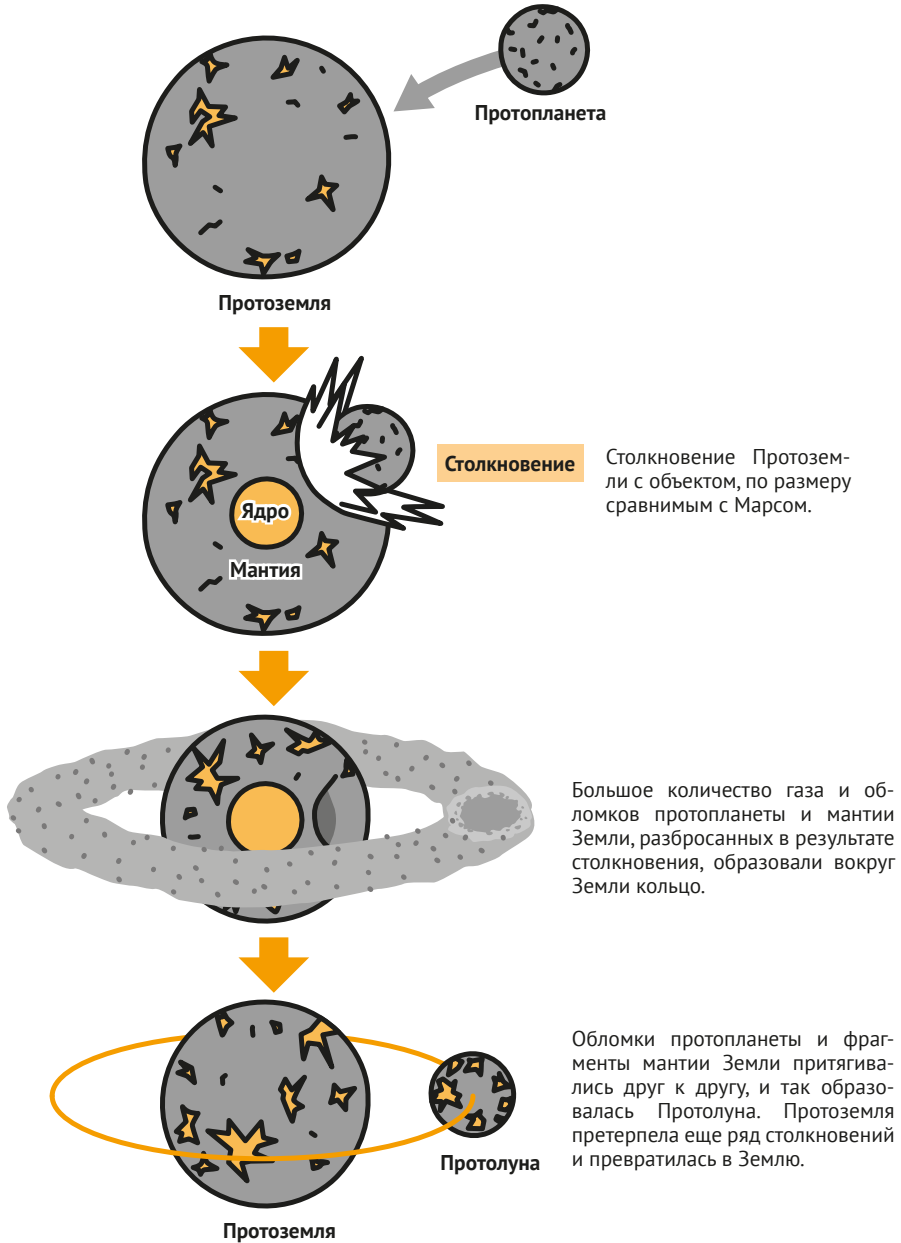 Протопланета
Протоземля
Столкновение
Столкновение Протозем-
ли с объектом, по размеру
сравнимым с Марсом.
Ядро
Мантия
Большое количество газа и об-
ломков протопланеты и мантии
Земли, разбросанных в результате
столкновения, образовали вокруг
Земли кольцо.
Обломки протопланеты и фраг-
менты мантии Земли притягива-
лись друг к другу, и так образо-
валась Протолуна. Протоземля
претерпела еще ряд столкновений
и превратилась в Землю.
Протолуна
Протоземля